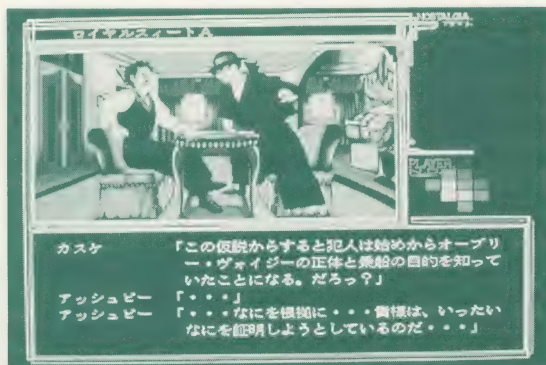 NOSTALGIA
ロイヤルスィートA
PLAYER
カスケ 「この仮説からすると犯人は始めからオーブリ
ー・ヴォイジーの正体と乗船の目的を知って
いたことになる。だろっ?」
アッシュビー 「・・・」
アッシュビー 「・・・なにを根拠に・・・貴様は、いったい
なにを証明しようとしているのだ・・・」